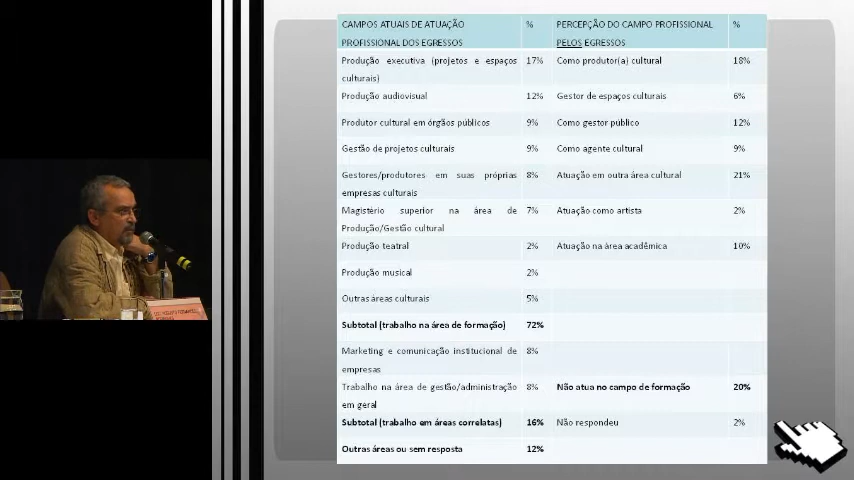 CAMPOS ATUAIS DE ATUAÇÃO PROFISSIONAL DOS EGRESSOS | % | PERCEPÇÃO DO CAMPO PROFISSIONAL PELOS EGRESSOS | %
Produção executiva (projetos e espaços culturais) | 17% | Como produtor(a) cultural | 18%
Produção audiovisual | 12% | Gestor de espaços culturais | 6%
Produtor cultural em órgãos públicos | 9% | Como gestor público | 12%
Gestão de projetos culturais | 9% | Como agente cultural | 9%
Gestores/produtores em suas próprias empresas culturais | 8% | Atuação em outra área cultural | 21%
Magistério superior na área de Produção/Gestão cultural | 7% | Atuação como artista | 2%
Produção teatral | 2% | Atuação na área acadêmica | 10%
Produção musical | 2%
Outras áreas culturais | 5%
Subtotal (trabalho na área de formação) | 72%
Marketing e comunicação institucional de empresas | 8%
Trabalho na área de gestão/administração em geral | 8% | Não atua no campo de formação | 20%
Subtotal (trabalho em áreas correlatas) | 16% | Não respondeu | 2%
Outras áreas ou sem resposta | 12%